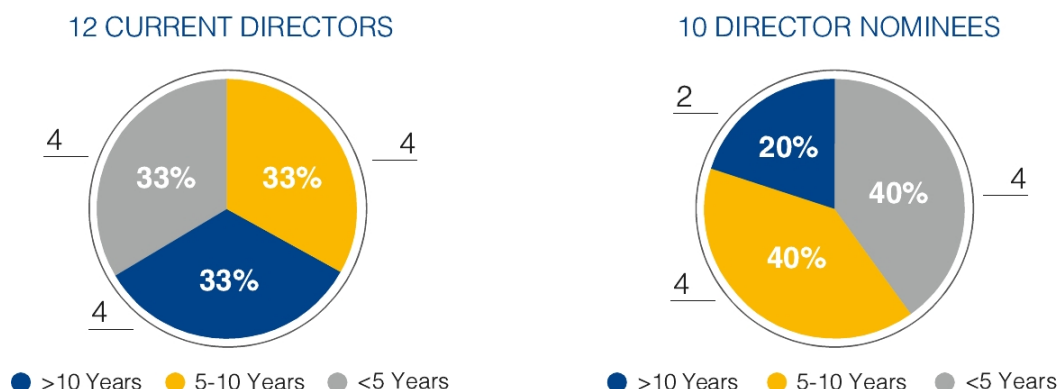 12 CURRENT DIRECTORS
4
4
33%
33%
33%
4
>10 Years
5-10 Years
<5 Years
10 DIRECTOR NOMINEES
2
20%
4
40%
40%
4
>10 Years
5-10 Years
<5 Years